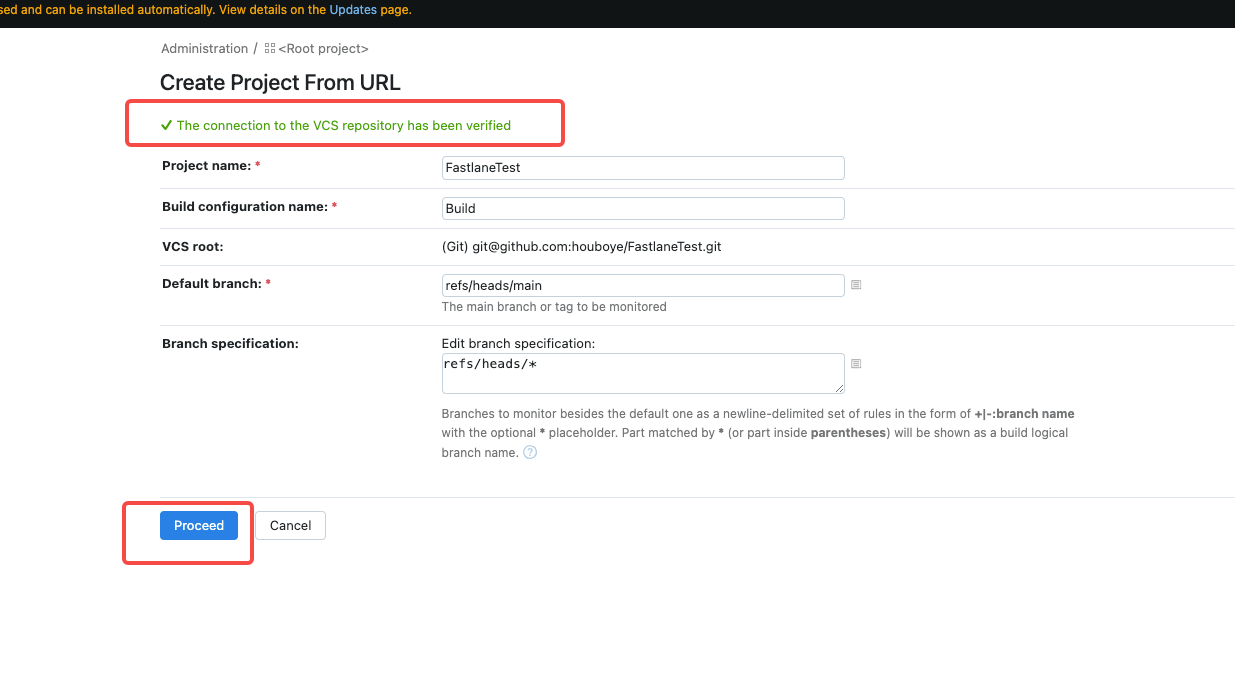 sed and can be installed automatically. View details on the Updates page.
Administration / <Root project>
Create Project From URL
✔ The connection to the VCS repository has been verified
Project name: * FastlaneTest
Build configuration name: * Build
VCS root: (Git) git@github.com:houboye/FastlaneTest.git
Default branch: * refs/heads/main
The main branch or tag to be monitored
Branch specification: Edit branch specification:
refs/heads/*
Branches to monitor besides the default one as a newline-delimited set of rules in the form of +|-:branch name
with the optional * placeholder. Part matched by * (or part inside parentheses) will be shown as a build logical
branch name. ?
Proceed Cancel